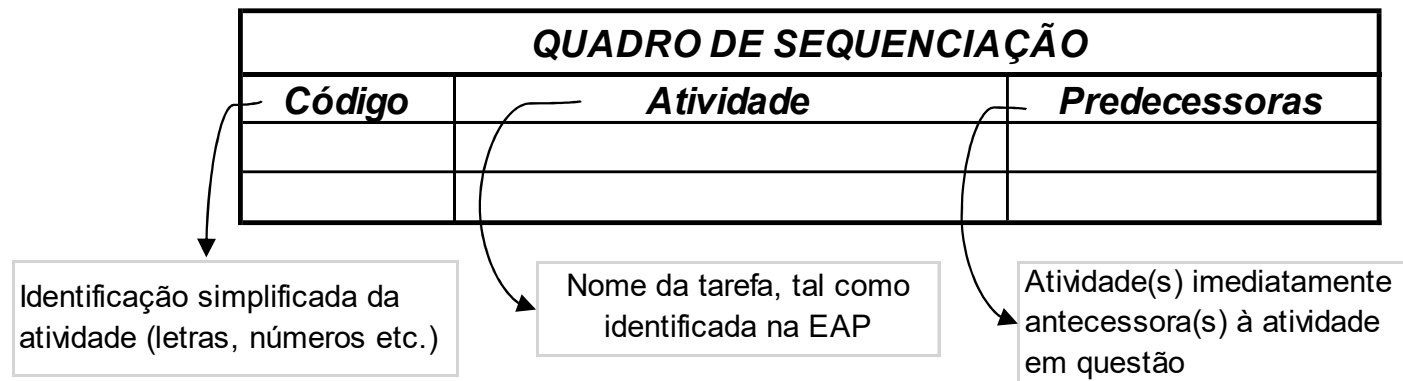 QUADRO DE SEQUENCIAÇÃO
Código
Atividade
Predecessoras
Identificação simplificada da
atividade (letras, números etc.)
Nome da tarefa, tal como
identificada na EAP
Atividade(s) imediatamente
antecessora(s) à atividade
em questão